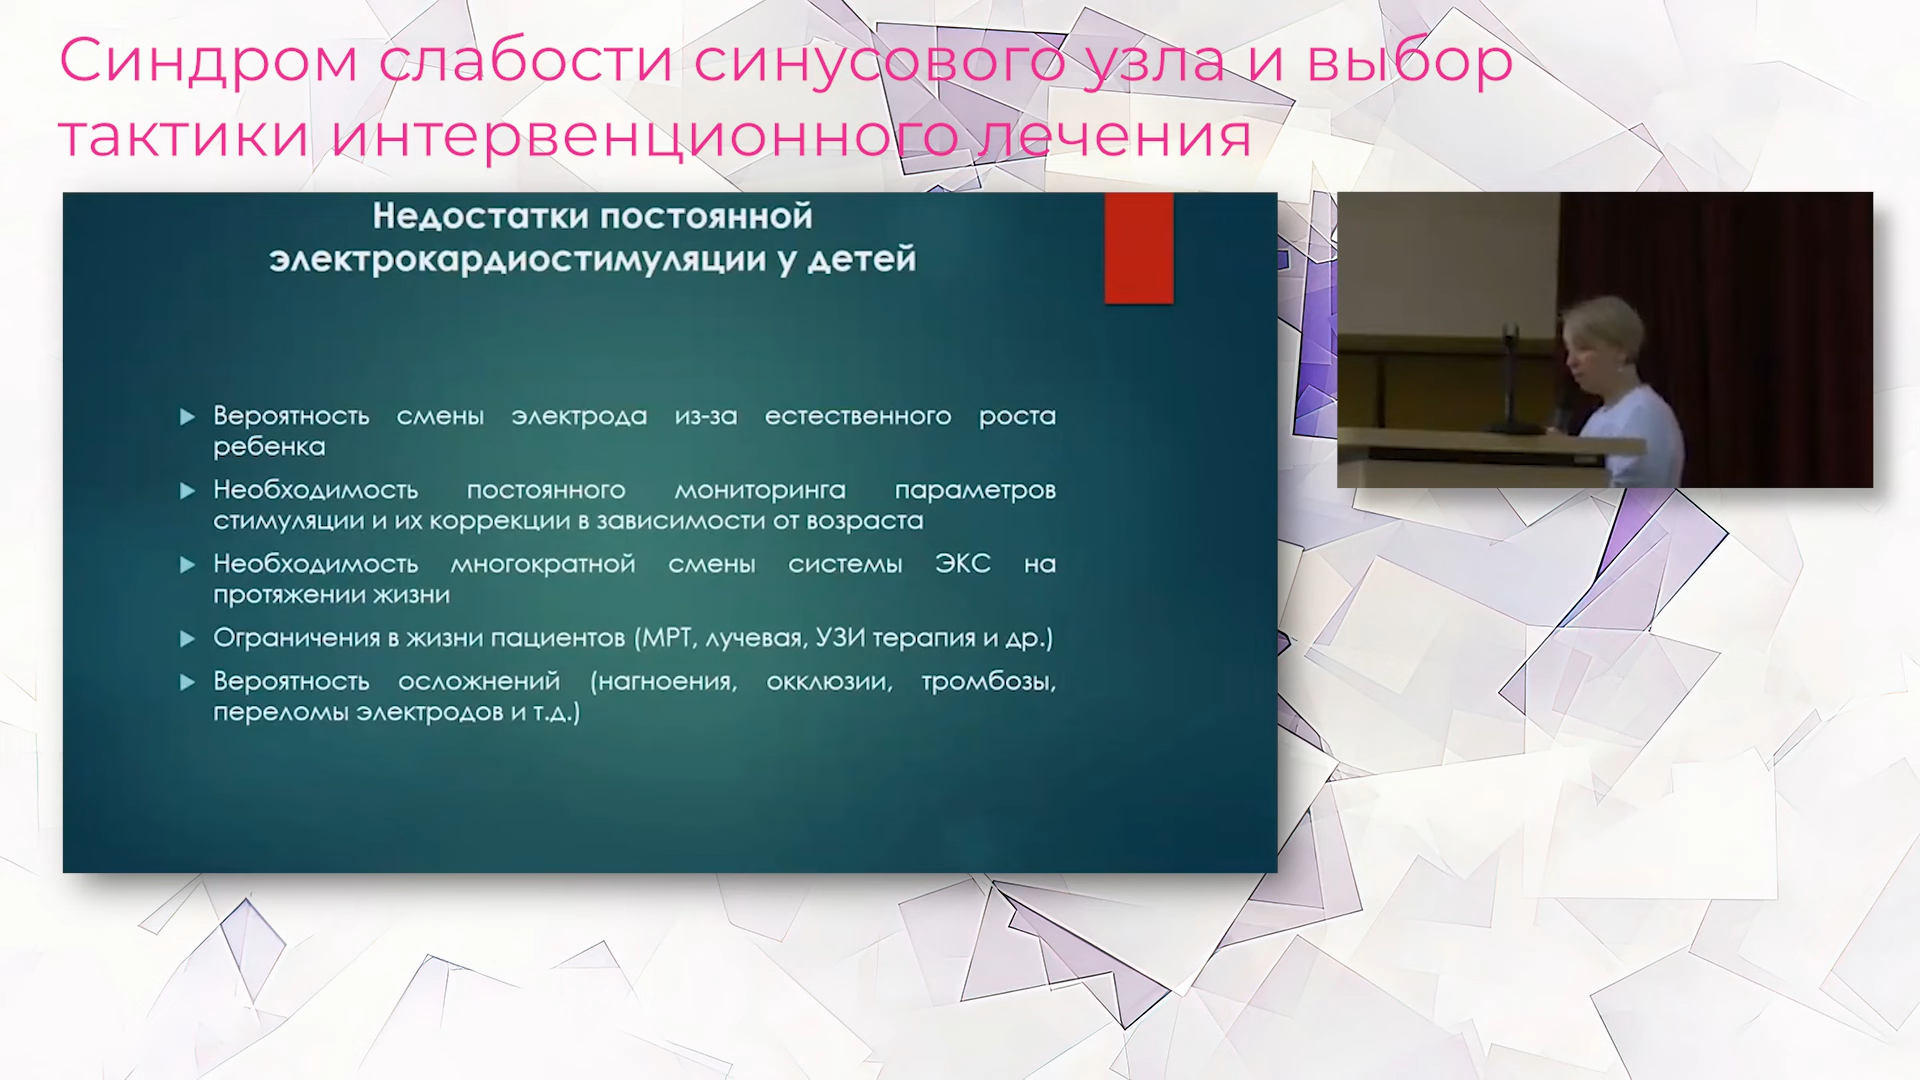 Синдром слабости синусового узла и выбор
тактики интервенционного лечения
Недостатки постоянной
электрокардиостимуляции у детей
Вероятность смены электрода из-за естественного роста
ребенка
Необходимость постоянного мониторинга параметров
стимуляции и их коррекции в зависимости от возраста
Необходимость многократной смены системы ЭКС на
протяжении жизни
Ограничения в жизни пациентов (МРТ, лучевая, УЗИ терапия и др.)
Вероятность осложнений (нагноения, окклюзии, тромбозы,
переломы электродов и т.д.)